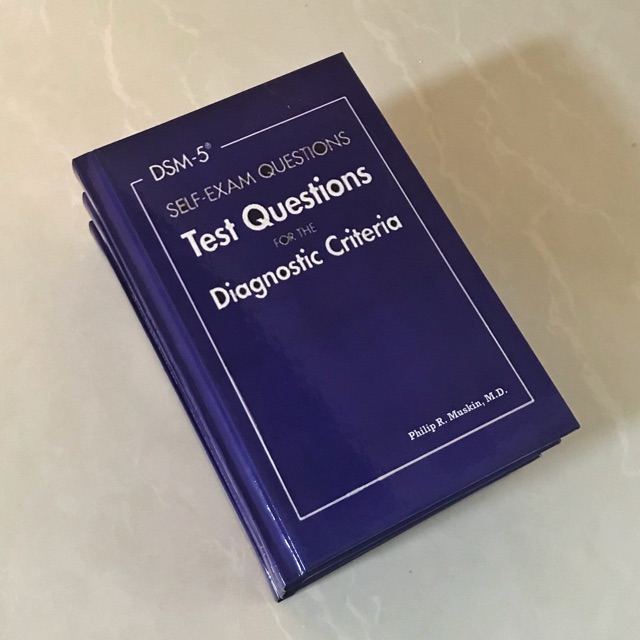 DSM-5®
SELF-EXAM QUESTIONS
Test Questions
FOR THE
Diagnostic Criteria
Philip R. Muskin, M.D.